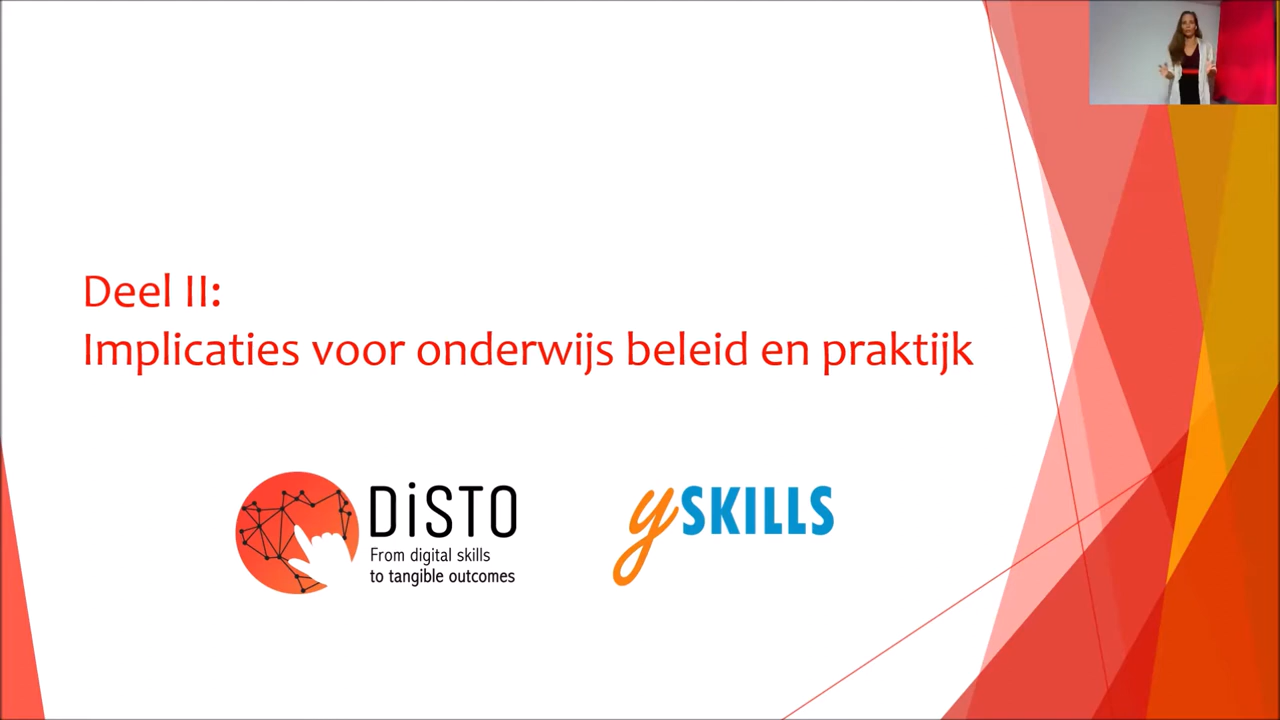 Deel II:
Implicaties voor onderwijs beleid en praktijk
DiSTO
From digital skills
to tangible outcomes
ySKILLS